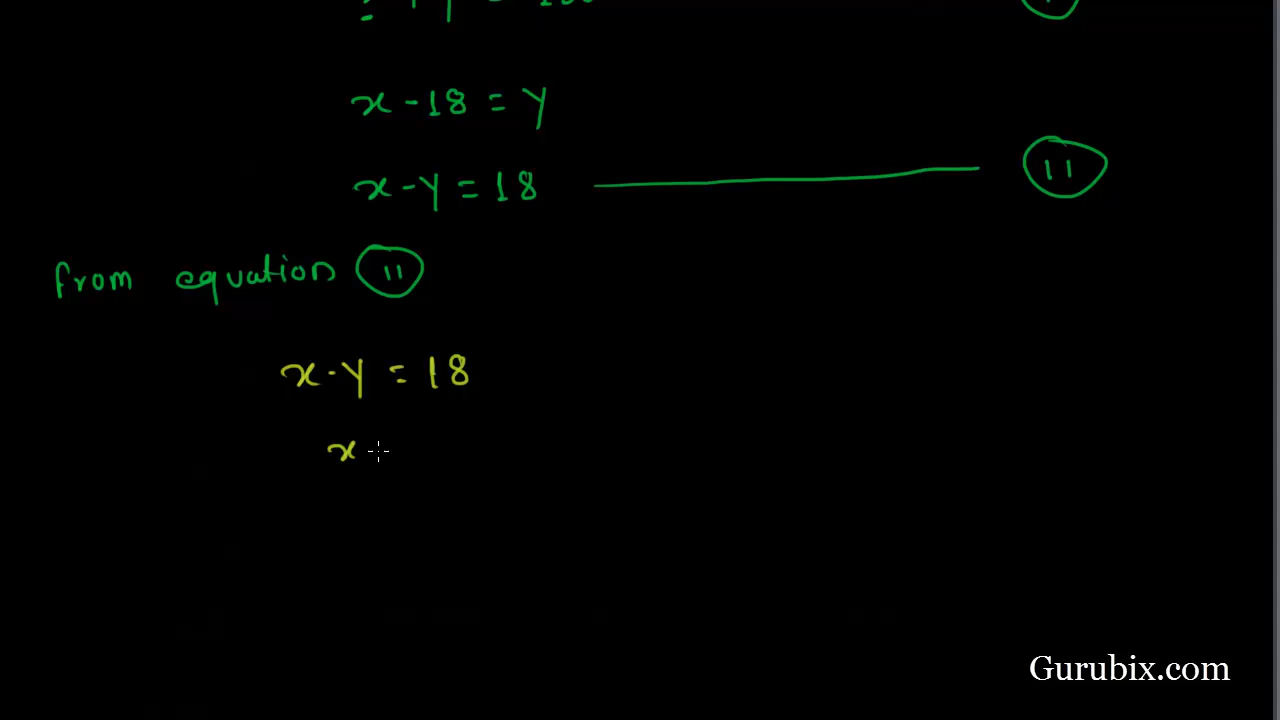 x - 18 = y
x - y = 18 11
from equation 11
x - y = 18
x
Gurubix.com